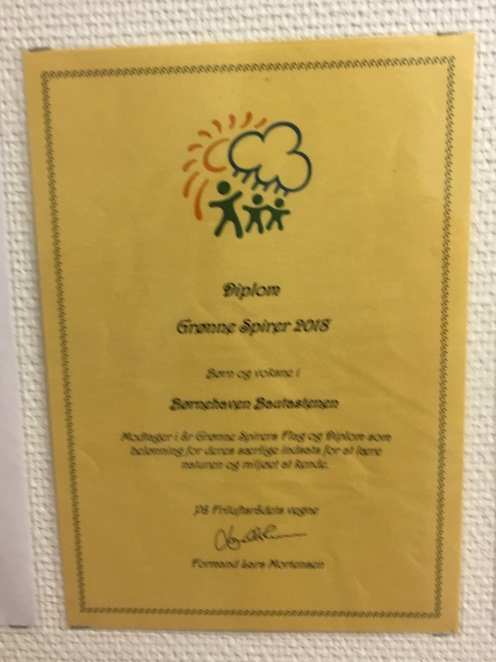 Diplom
Grønne Spirer 2018
Børn og voksne i
Børnehaven Bautastenen
Modtager i år Grønne Spirers Flag og Diplom som
belønning for deres særlige indsats for at lære
naturen og miljøet at kende.
På Friluftsrådets vegne
Formand Lars Mortensen